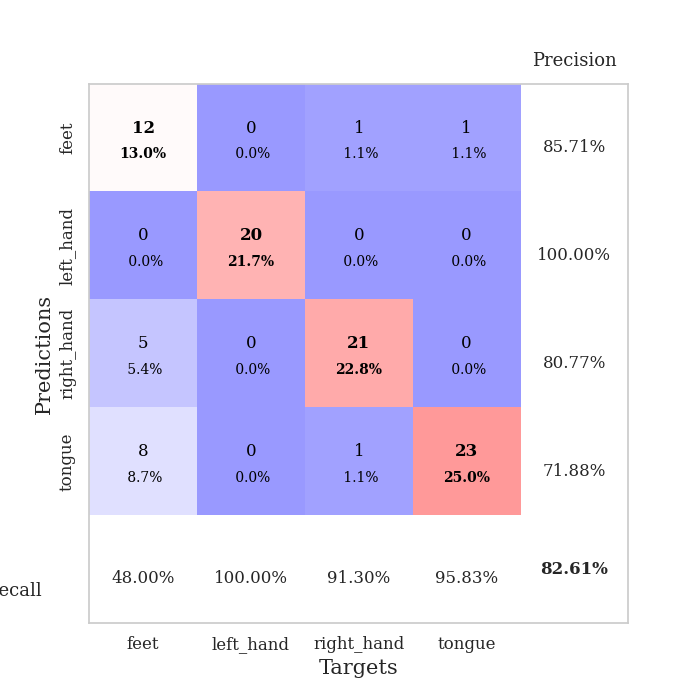 Precision
feet 12 0 1 1 85.71%
13.0% 0.0% 1.1% 1.1%
left_hand 0 20 0 0 100.00%
0.0% 21.7% 0.0% 0.0%
Predictions
right_hand 5 0 21 0 80.77%
5.4% 0.0% 22.8% 0.0%
tongue 8 0 1 23 71.88%
8.7% 0.0% 1.1% 25.0%
ecall 48.00% 100.00% 91.30% 95.83% 82.61%
feet left_hand right_hand tongue
Targets